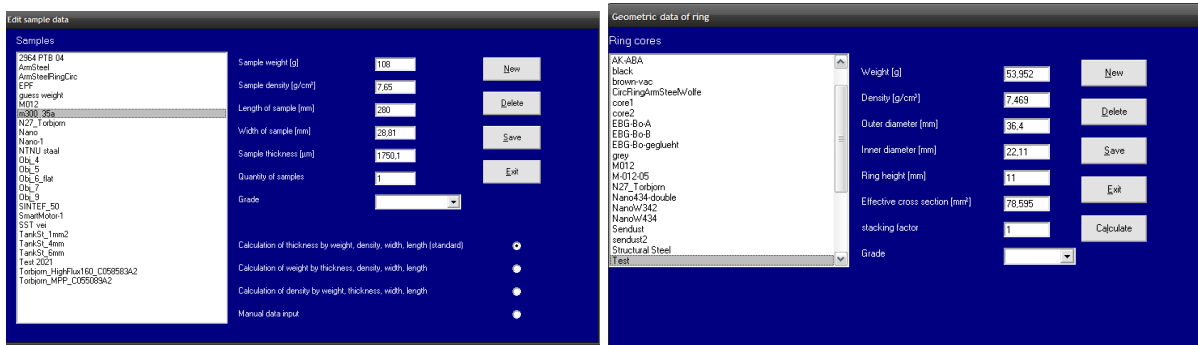 Edit sample data
Samples
2964 PTB 04
ArmSteel
ArmSteelRingCirc
EPF
guess weight
M012
m300_35a
N27_Torbjorn
Nano
Nano-1
NTNU staal
Obj_4
Obj_5
Obj_6_flat
Obj_7
Obj_9
SINTEF_50
SmartMotor-1
SST vei
TankSt_1mm2
TankSt_4mm
TankSt_6mm
Test 2021
Torbjorn_HighFlux160_C058583A2
Torbjorn_MPP_C055089A2
Sample weight [g] 108
Sample density [g/cm³] 7,65
Length of sample [mm] 280
Width of sample [mm] 28,81
Sample thickness [µm] 1750,1
Quantity of samples 1
Grade
New
Delete
Save
Exit
Calculation of thickness by weight, density, width, length (standard)
Calculation of weight by thickness, density, width, length
Calculation of density by weight, thickness, width, length
Manual data input
Geometric data of ring
Ring cores
AK-ABA
black
brown-vac
CircRingArmSteelWolfe
core1
core2
EBG-Bo-A
EBG-Bo-B
EBG-Bo-geglueht
grey
M012
M-012-05
N27_Torbjorn
Nano434-double
NanoW342
NanoW434
Sendust
sendust2
Structural Steel
Test
Weight [g] 53,952
Density [g/cm³] 7,469
Outer diameter [mm] 36,4
Inner diameter [mm] 22,11
Ring height [mm] 11
Effective cross section [mm²] 78,595
stacking factor 1
Grade
New
Delete
Save
Exit
Calculate